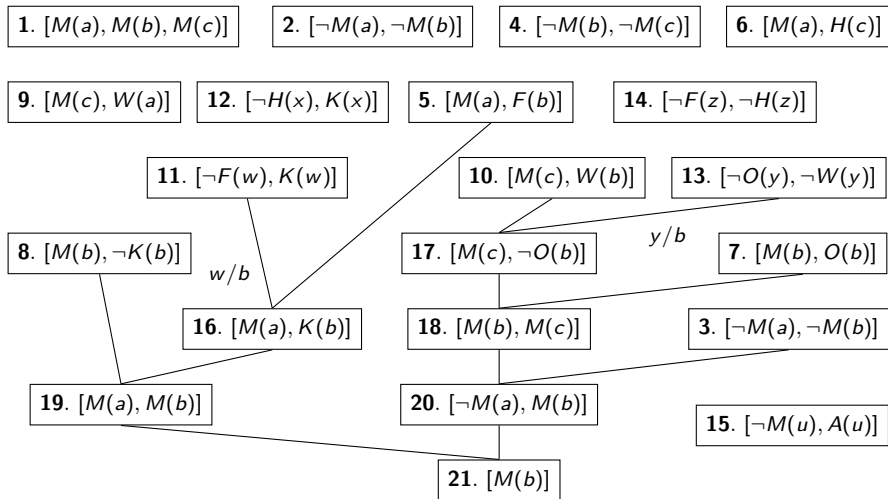 1. [M(a), M(b), M(c)]
2. [¬M(a), ¬M(b)]
4. [¬M(b), ¬M(c)]
6. [M(a), H(c)]
9. [M(c), W(a)]
12. [¬H(x), K(x)]
5. [M(a), F(b)]
14. [¬F(z), ¬H(z)]
11. [¬F(w), K(w)]
10. [M(c), W(b)]
13. [¬O(y), ¬W(y)]
8. [M(b), ¬K(b)]
w/b
17. [M(c), ¬O(b)]
y/b
7. [M(b), O(b)]
16. [M(a), K(b)]
18. [M(b), M(c)]
3. [¬M(a), ¬M(b)]
19. [M(a), M(b)]
20. [¬M(a), M(b)]
15. [¬M(u), A(u)]
21. [M(b)]